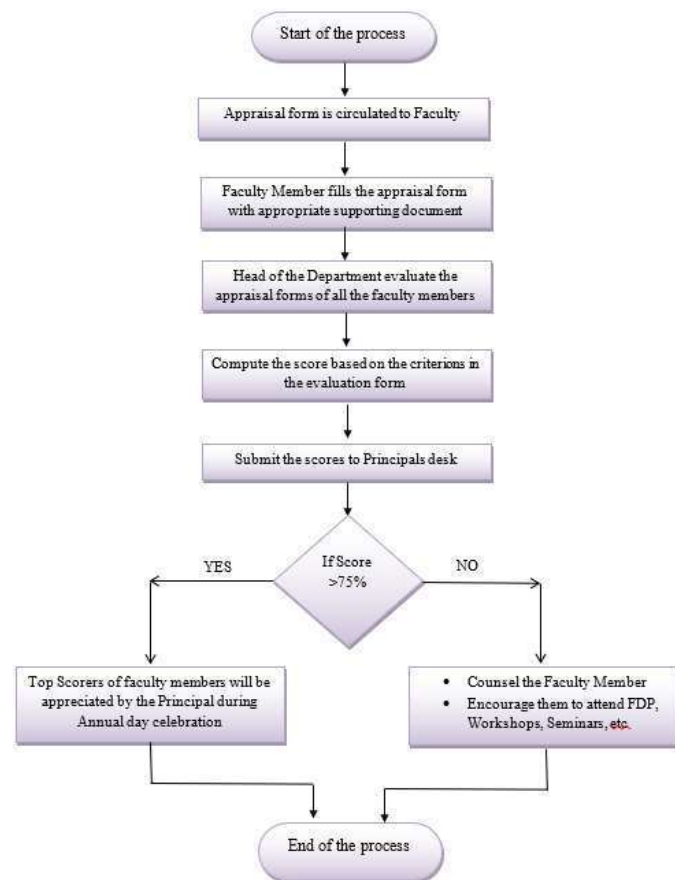 Start of the process
Appraisal form is circulated to Faculty
Faculty Member fills the appraisal form
with appropriate supporting document
Head of the Department evaluate the
appraisal forms of all the faculty members
Compute the score based on the criterions in
the evaluation form
Submit the scores to Principals desk
If Score
>75%
YES
NO
Top Scorers of faculty members will be
appreciated by the Principal during
Annual day celebration
• Counsel the Faculty Member
• Encourage them to attend FDP,
Workshops, Seminars, etc
End of the process